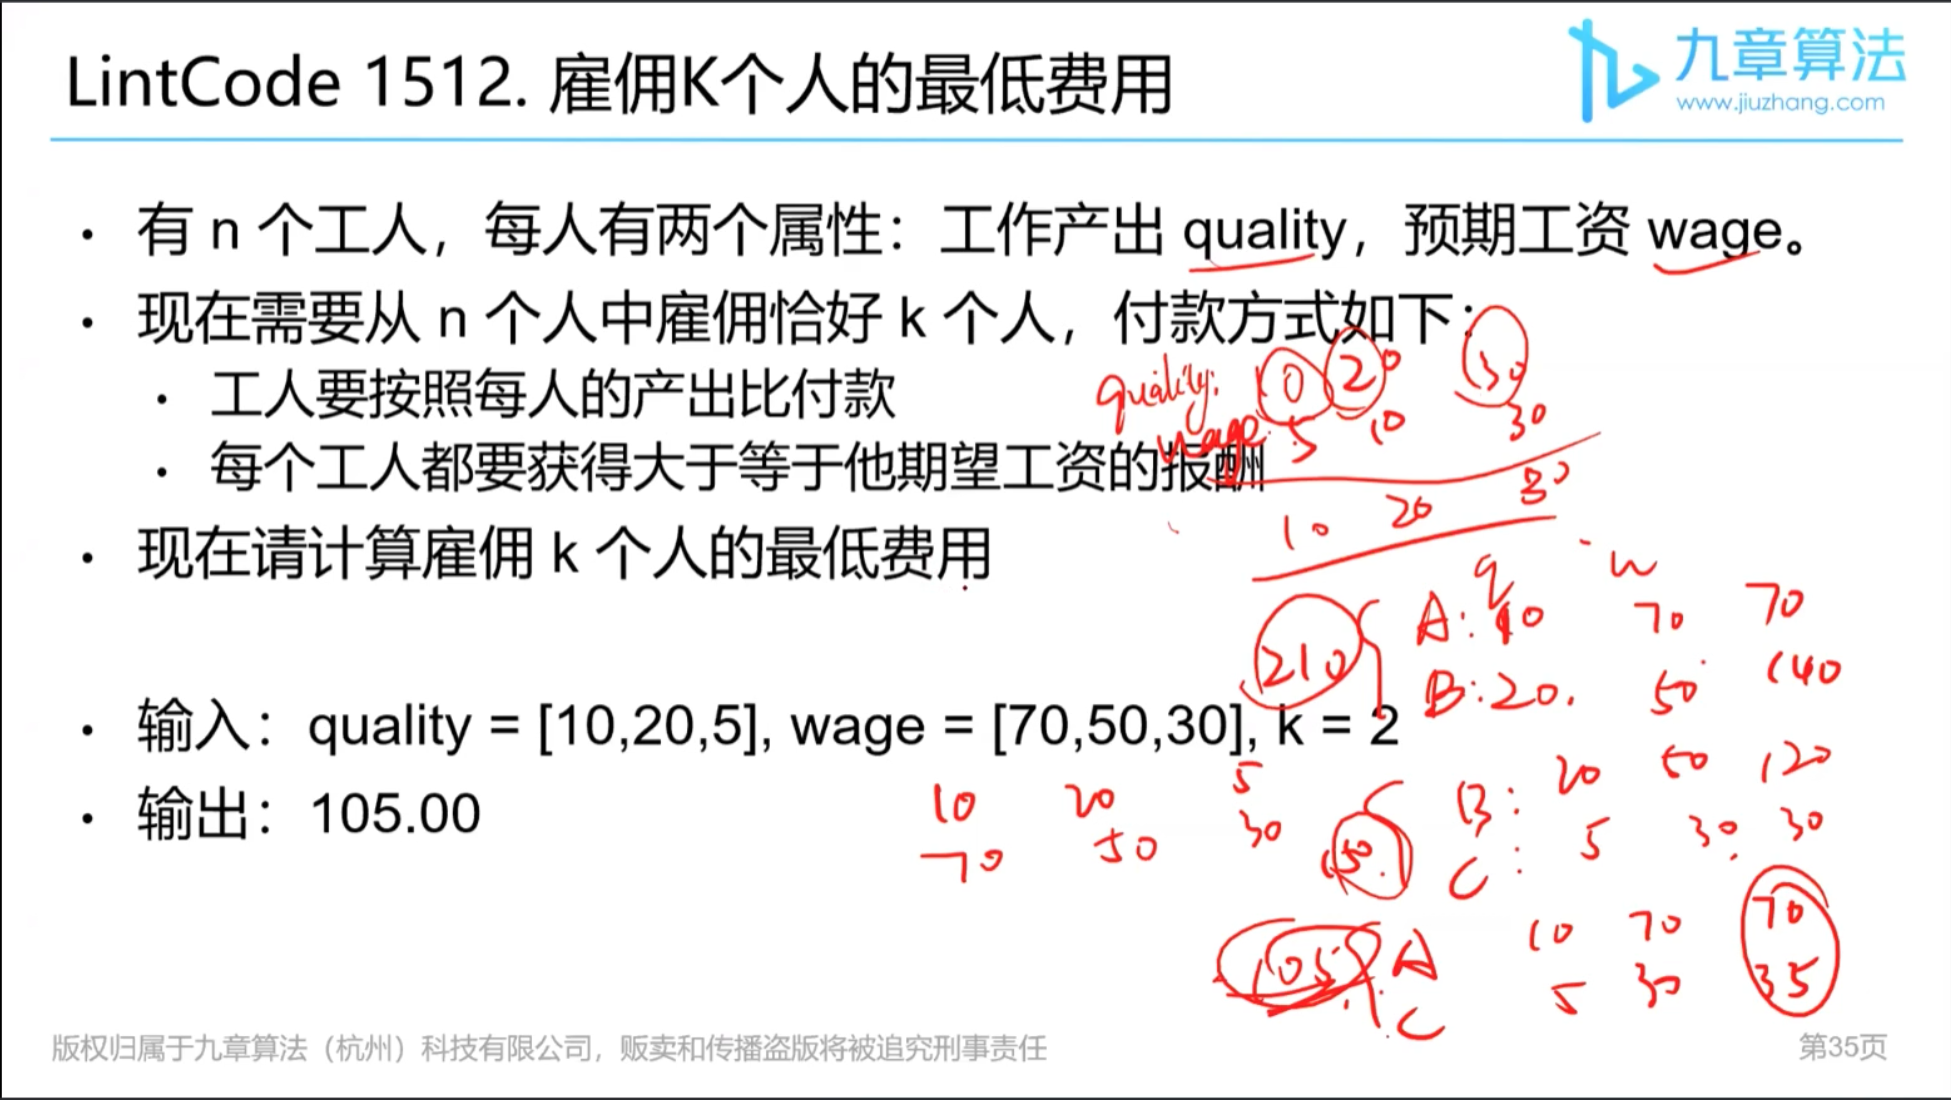 LintCode 1512. 雇佣K个人的最低费用
九章算法
www.jiuzhang.com
• 有 n 个工人，每人有两个属性：工作产出 quality，预期工资 wage。
• 现在需要从 n 个人中雇佣恰好 k 个人，付款方式如下：
• 工人要按照每人的产出比付款
• 每个工人都要获得大于等于他期望工资的报酬
• 现在请计算雇佣 k 个人的最低费用
quality: 10 20 30
wage: 5 10 30
10 20 30
q w
A: 10 70 70
210
B: 20. 50 140
• 输入：quality = [10,20,5], wage = [70,50,30], k = 2
• 输出：105.00
10 20 5
70 50 30
B: 20 50 120
150.
C: 5 30. 30
105 A 10 70 70
C 5 30 35
版权归属于九章算法（杭州）科技有限公司，贩卖和传播盗版将被追究刑事责任
第35页